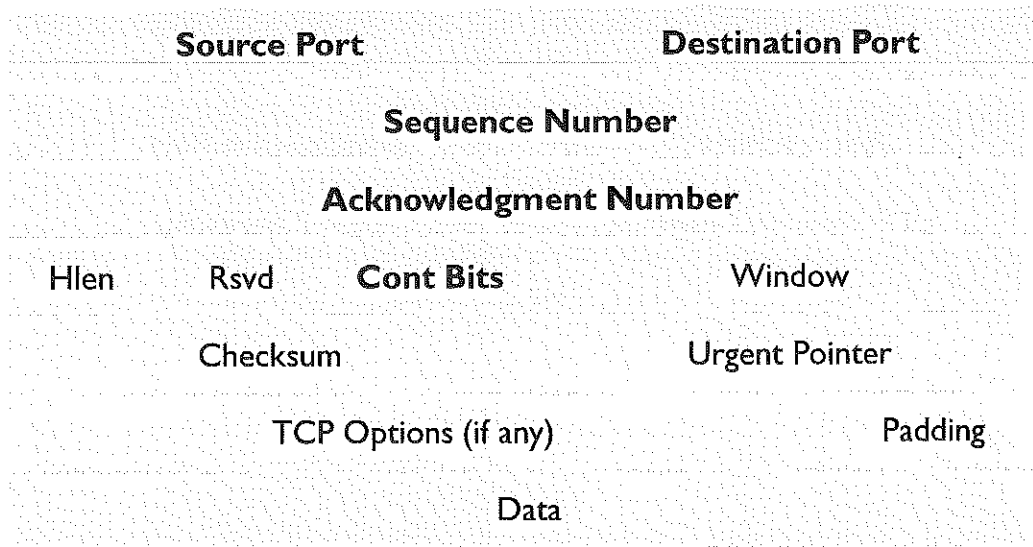 Source Port Destination Port
Sequence Number
Acknowledgment Number
Hlen Rsvd Cont Bits Window
Checksum Urgent Pointer
TCP Options (if any) Padding
Data